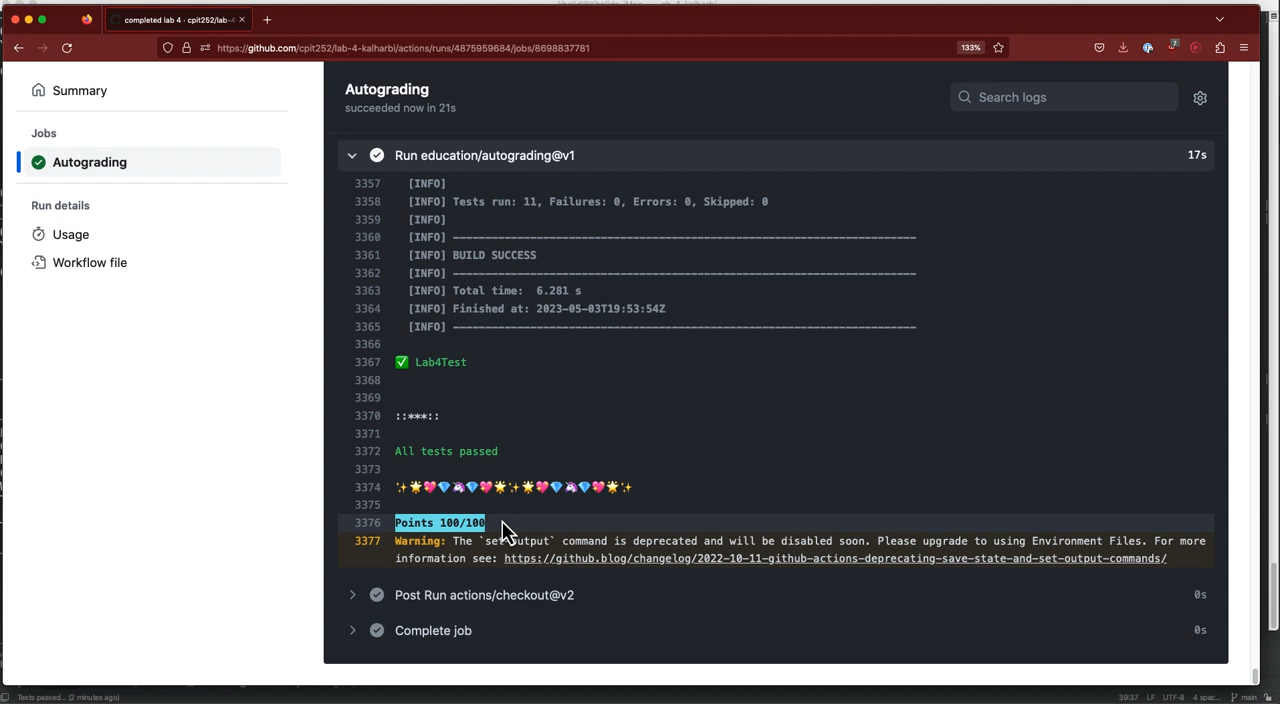 completed lab 4 · cpit252/lab-4-
https://github.com/cpit252/lab-4-kalharbi/actions/runs/4875959684/jobs/8698837781
133%
Summary
Jobs
Autograding
Run details
Usage
Workflow file
Autograding
succeeded now in 21s
Search logs
Run education/autograding@v1
17s
3357 [INFO]
3358 [INFO] Tests run: 11, Failures: 0, Errors: 0, Skipped: 0
3359 [INFO]
3360 [INFO] ------------------------------------------------------------------------
3361 [INFO] BUILD SUCCESS
3362 [INFO] ------------------------------------------------------------------------
3363 [INFO] Total time: 6.281 s
3364 [INFO] Finished at: 2023-05-03T19:53:54Z
3365 [INFO] ------------------------------------------------------------------------
3366
3367 ✅ Lab4Test
3368
3369
3370 ::***::
3371
3372 All tests passed
3373
3374 ✨🌟💖💎🦄💎💖🌟✨🌟💖💎🦄💎💖🌟✨
3375
3376 Points 100/100
3377 Warning: The `set-output` command is deprecated and will be disabled soon. Please upgrade to using Environment Files. For more
information see: https://github.blog/changelog/2022-10-11-github-actions-deprecating-save-state-and-set-output-commands/
Post Run actions/checkout@v2
0s
Complete job
0s
Tests passed... (2 minutes ago)
39:37 LF UTF-8 4 spac... main